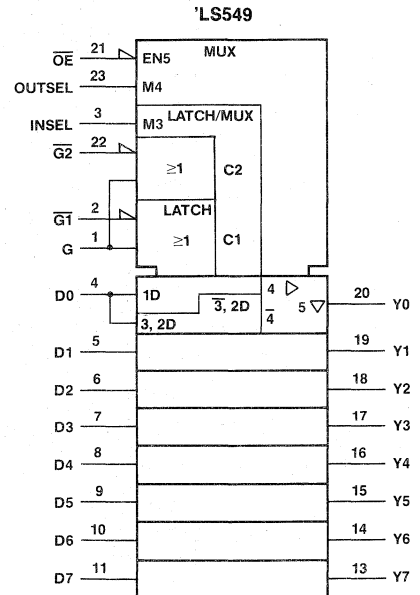 'LS549
O̅E̅ 21 EN5 MUX
OUTSEL 23 M4
INSEL 3 M3 LATCH/MUX
G̅2̅ 22 ≥1 C2
G̅1̅ 2 LATCH
G 1 ≥1 C1
D0 4 1D 3̅, 2D 4 ▷ 5 ▽ 20 Y0
3, 2D 4̅
D1 5 19 Y1
D2 6 18 Y2
D3 7 17 Y3
D4 8 16 Y4
D5 9 15 Y5
D6 10 14 Y6
D7 11 13 Y7